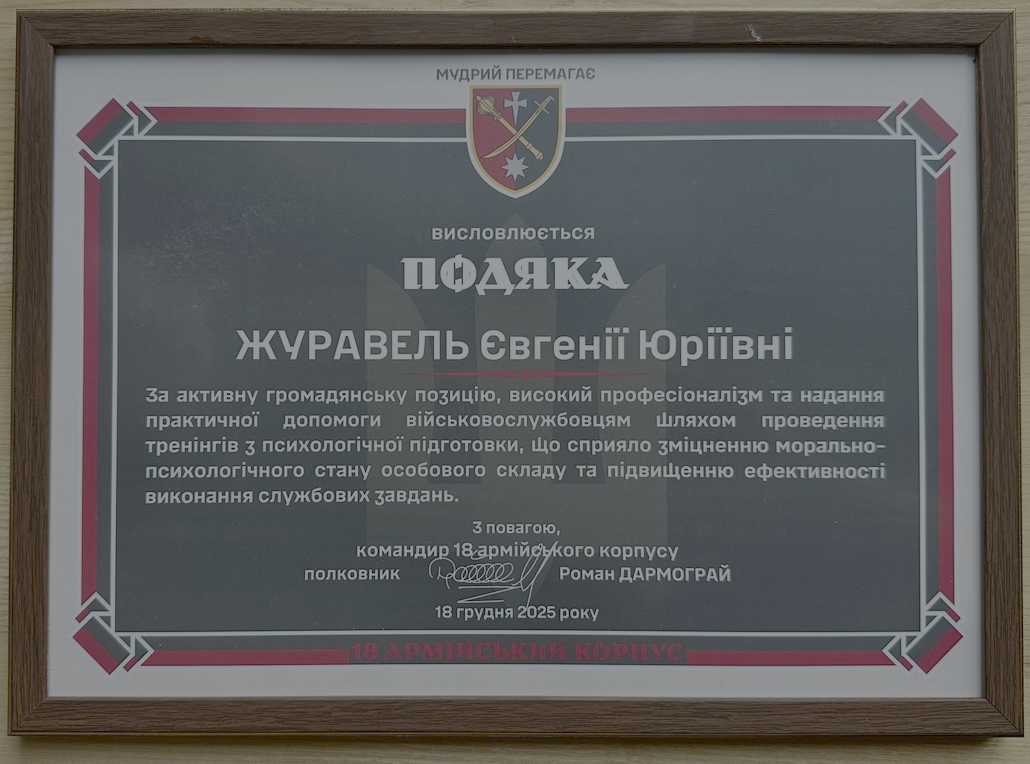 МУДРИЙ ПЕРЕМАГАЄ
висловлюється
ПОДЯКА
ЖУРАВЕЛЬ Євгенії Юріївні
За активну громадянську позицію, високий професіоналізм та надання
практичної допомоги військовослужбовцям шляхом проведення
тренінгів з психологічної підготовки, що сприяло зміцненню морально-
психологічного стану особового складу та підвищенню ефективності
виконання службових завдань.
З повагою,
командир 18 армійського корпусу
полковник Роман ДАРМОГРАЙ
18 грудня 2025 року
18 АРМІЙСЬКИЙ КОРПУС